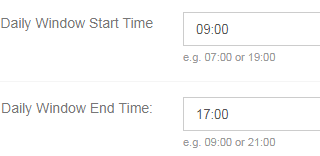 Daily Window Start Time
09:00
e.g. 07:00 or 19:00
Daily Window End Time:
17:00
e.g. 09:00 or 21:00